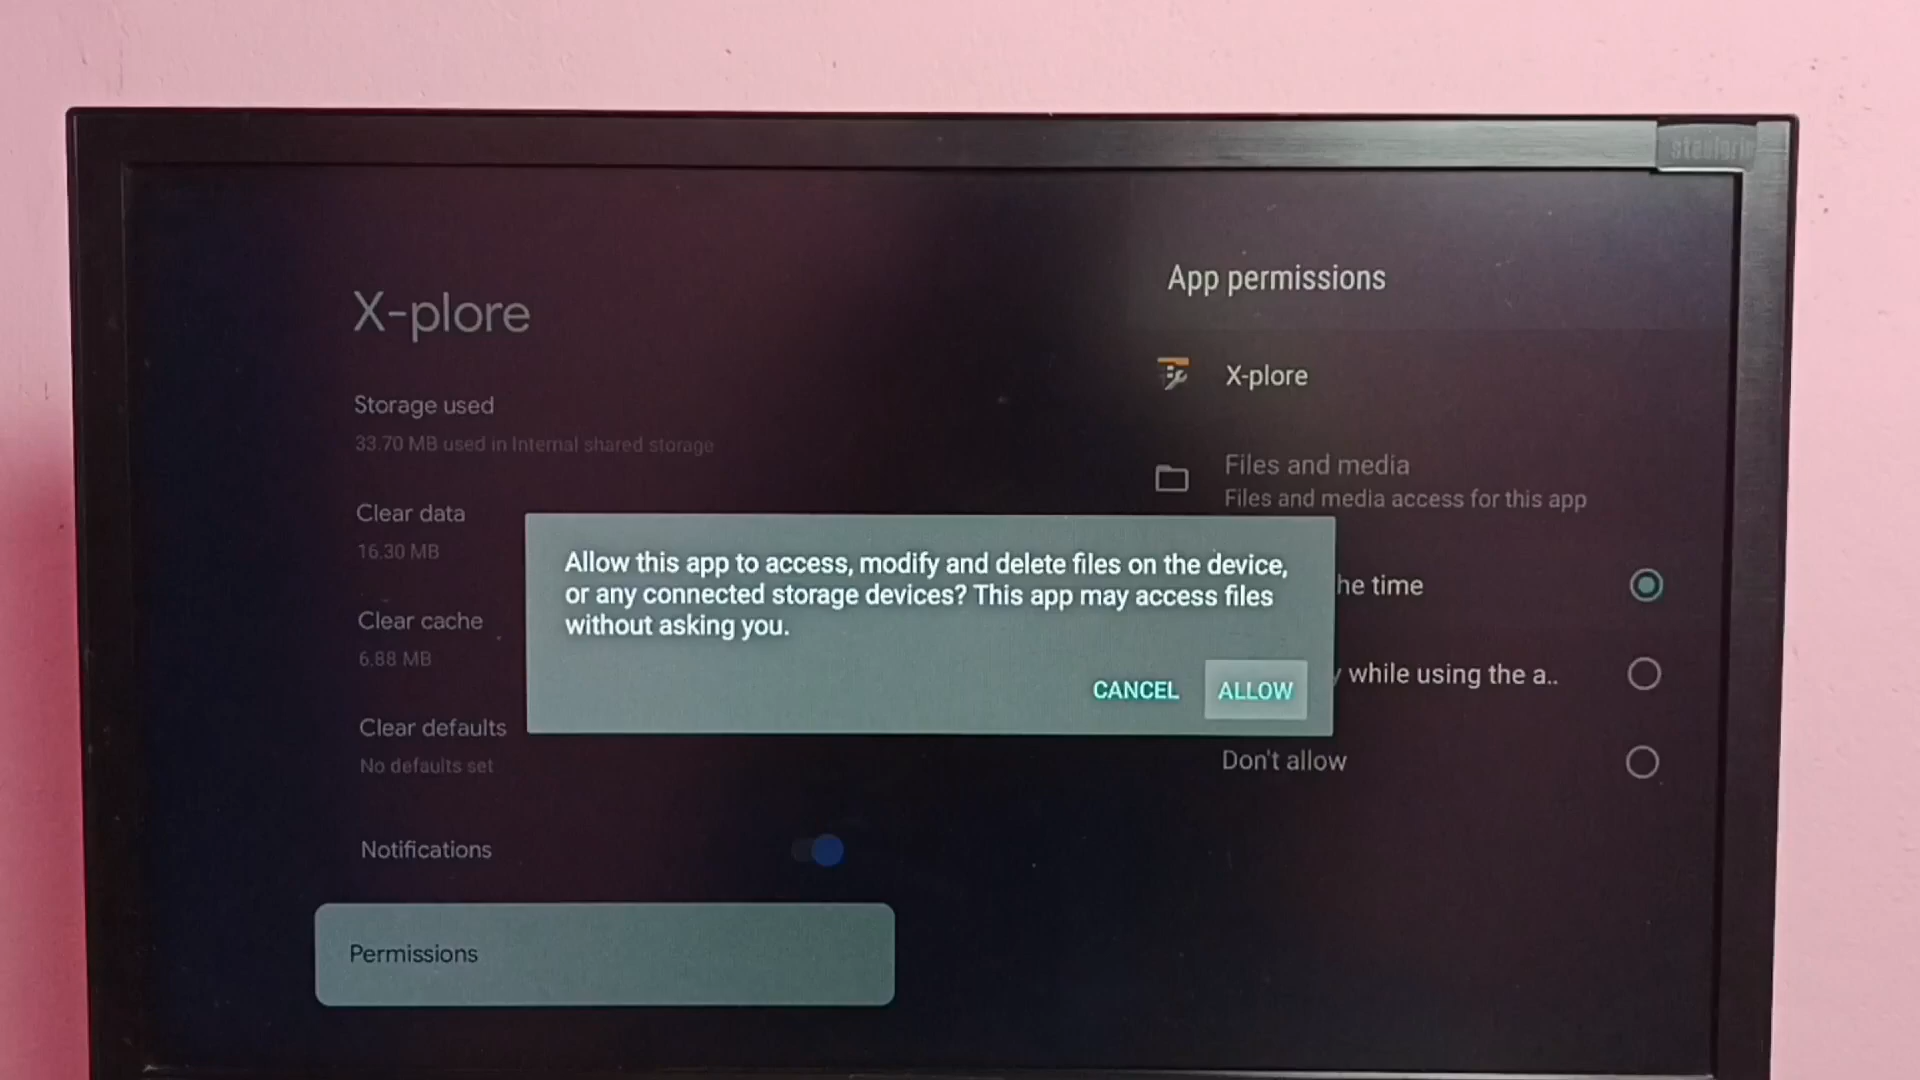 X-plore
Storage used
33.70 MB used in Internal shared storage
Clear data
16.30 MB
Clear cache
6.88 MB
Clear defaults
No defaults set
Notifications
Permissions
App permissions
X-plore
Files and media
Files and media access for this app
he time
while using the a..
Don't allow
Allow this app to access, modify and delete files on the device,
or any connected storage devices? This app may access files
without asking you.
CANCEL ALLOW